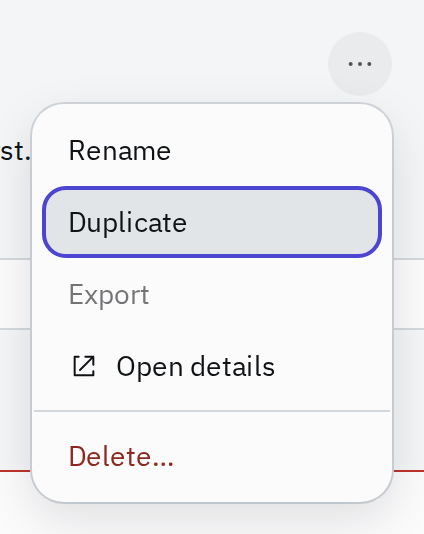 st.
Rename
Duplicate
Export
Open details
Delete...